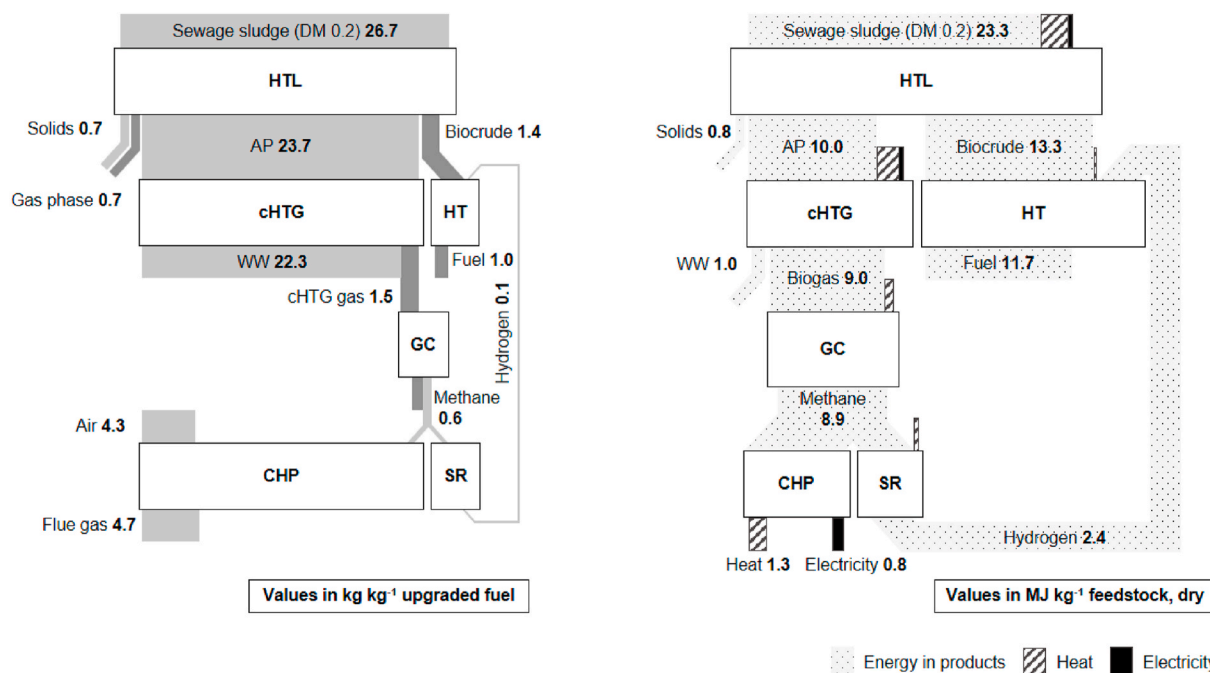 Sewage sludge (DM 0.2) 26.7
HTL
Solids 0.7
AP 23.7
Biocrude 1.4
Gas phase 0.7
cHTG
HT
WW 22.3
Fuel 1.0
cHTG gas 1.5
Hydrogen 0.1
GC
Methane
0.6
Air 4.3
CHP
SR
Flue gas 4.7
Values in kg kg⁻¹ upgraded fuel
Sewage sludge (DM 0.2) 23.3
HTL
Solids 0.8
AP 10.0
Biocrude 13.3
cHTG
HT
WW 1.0
Biogas 9.0
Fuel 11.7
GC
Methane
8.9
CHP
SR
Hydrogen 2.4
Heat 1.3
Electricity 0.8
Values in MJ kg⁻¹ feedstock, dry
Energy in products
Heat
Electricity